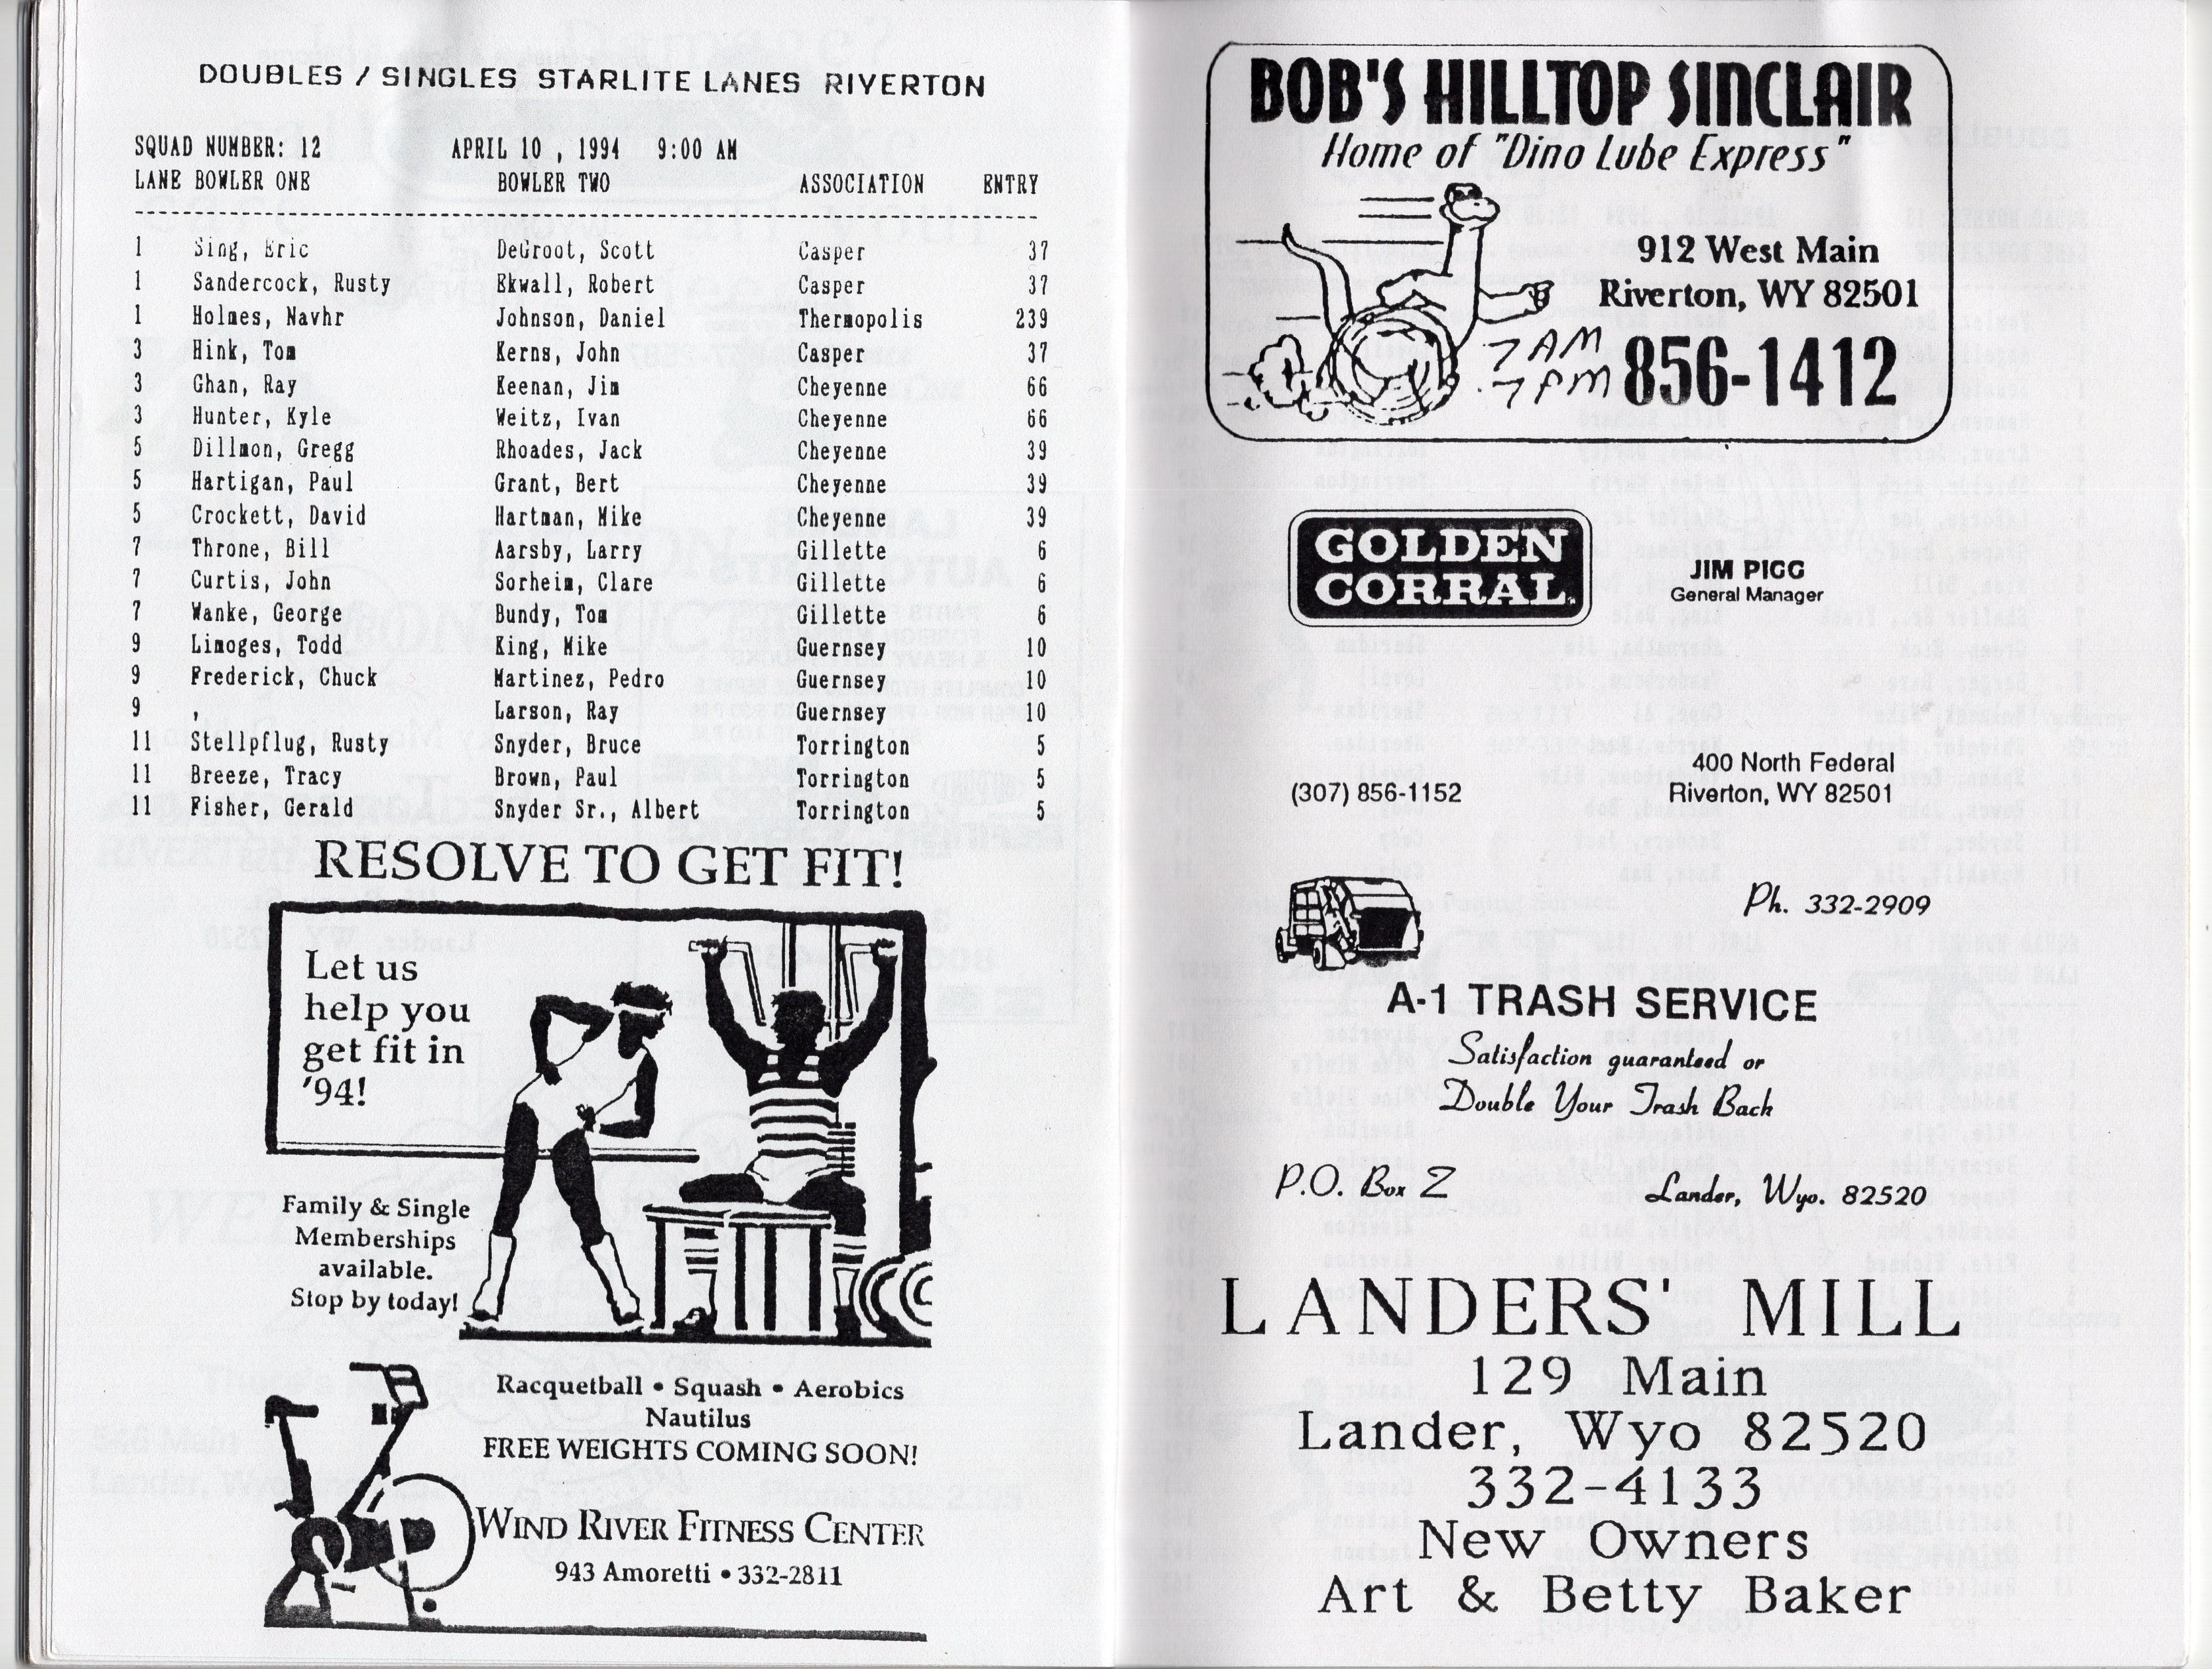 DOUBLES / SINGLES STARLITE LANES RIVERTON
SQUAD NUMBER: 12 APRIL 10 , 1994 9:00 AM
LANE BOWLER ONE BOWLER TWO ASSOCIATION ENTRY
1 Sing, Eric DeGroot, Scott Casper 37
1 Sandercock, Rusty Ekwall, Robert Casper 37
1 Holmes, Navhr Johnson, Daniel Thermopolis 239
3 Hink, Tom Kerns, John Casper 37
3 Ghan, Ray Keenan, Jim Cheyenne 66
3 Hunter, Kyle Weitz, Ivan Cheyenne 66
5 Dillmon, Gregg Rhoades, Jack Cheyenne 39
5 Hartigan, Paul Grant, Bert Cheyenne 39
5 Crockett, David Hartman, Mike Cheyenne 39
7 Throne, Bill Aarsby, Larry Gillette 6
7 Curtis, John Sorheim, Clare Gillette 6
7 Wanke, George Bundy, Tom Gillette 6
9 Limoges, Todd King, Mike Guernsey 10
9 Frederick, Chuck Martinez, Pedro Guernsey 10
9 , Larson, Ray Guernsey 10
11 Stellpflug, Rusty Snyder, Bruce Torrington 5
11 Breeze, Tracy Brown, Paul Torrington 5
11 Fisher, Gerald Snyder Sr., Albert Torrington 5
RESOLVE TO GET FIT!
Let us
help you
get fit in
'94!
Family & Single
Memberships
available.
Stop by today!
Racquetball • Squash • Aerobics
Nautilus
FREE WEIGHTS COMING SOON!
WIND RIVER FITNESS CENTER
943 Amoretti • 332-2811
BOB'S HILLTOP SINCLAIR
Home of "Dino Lube Express"
912 West Main
Riverton, WY 82501
7 AM
7 PM
856-1412
GOLDEN
CORRAL
JIM PIGG
General Manager
400 North Federal
(307) 856-1152 Riverton, WY 82501
Ph. 332-2909
A-1 TRASH SERVICE
Satisfaction guaranteed or
Double Your Trash Back
P.O. Box Z Lander, Wyo. 82520
LANDERS' MILL
129 Main
Lander, Wyo 82520
332-4133
New Owners
Art & Betty Baker